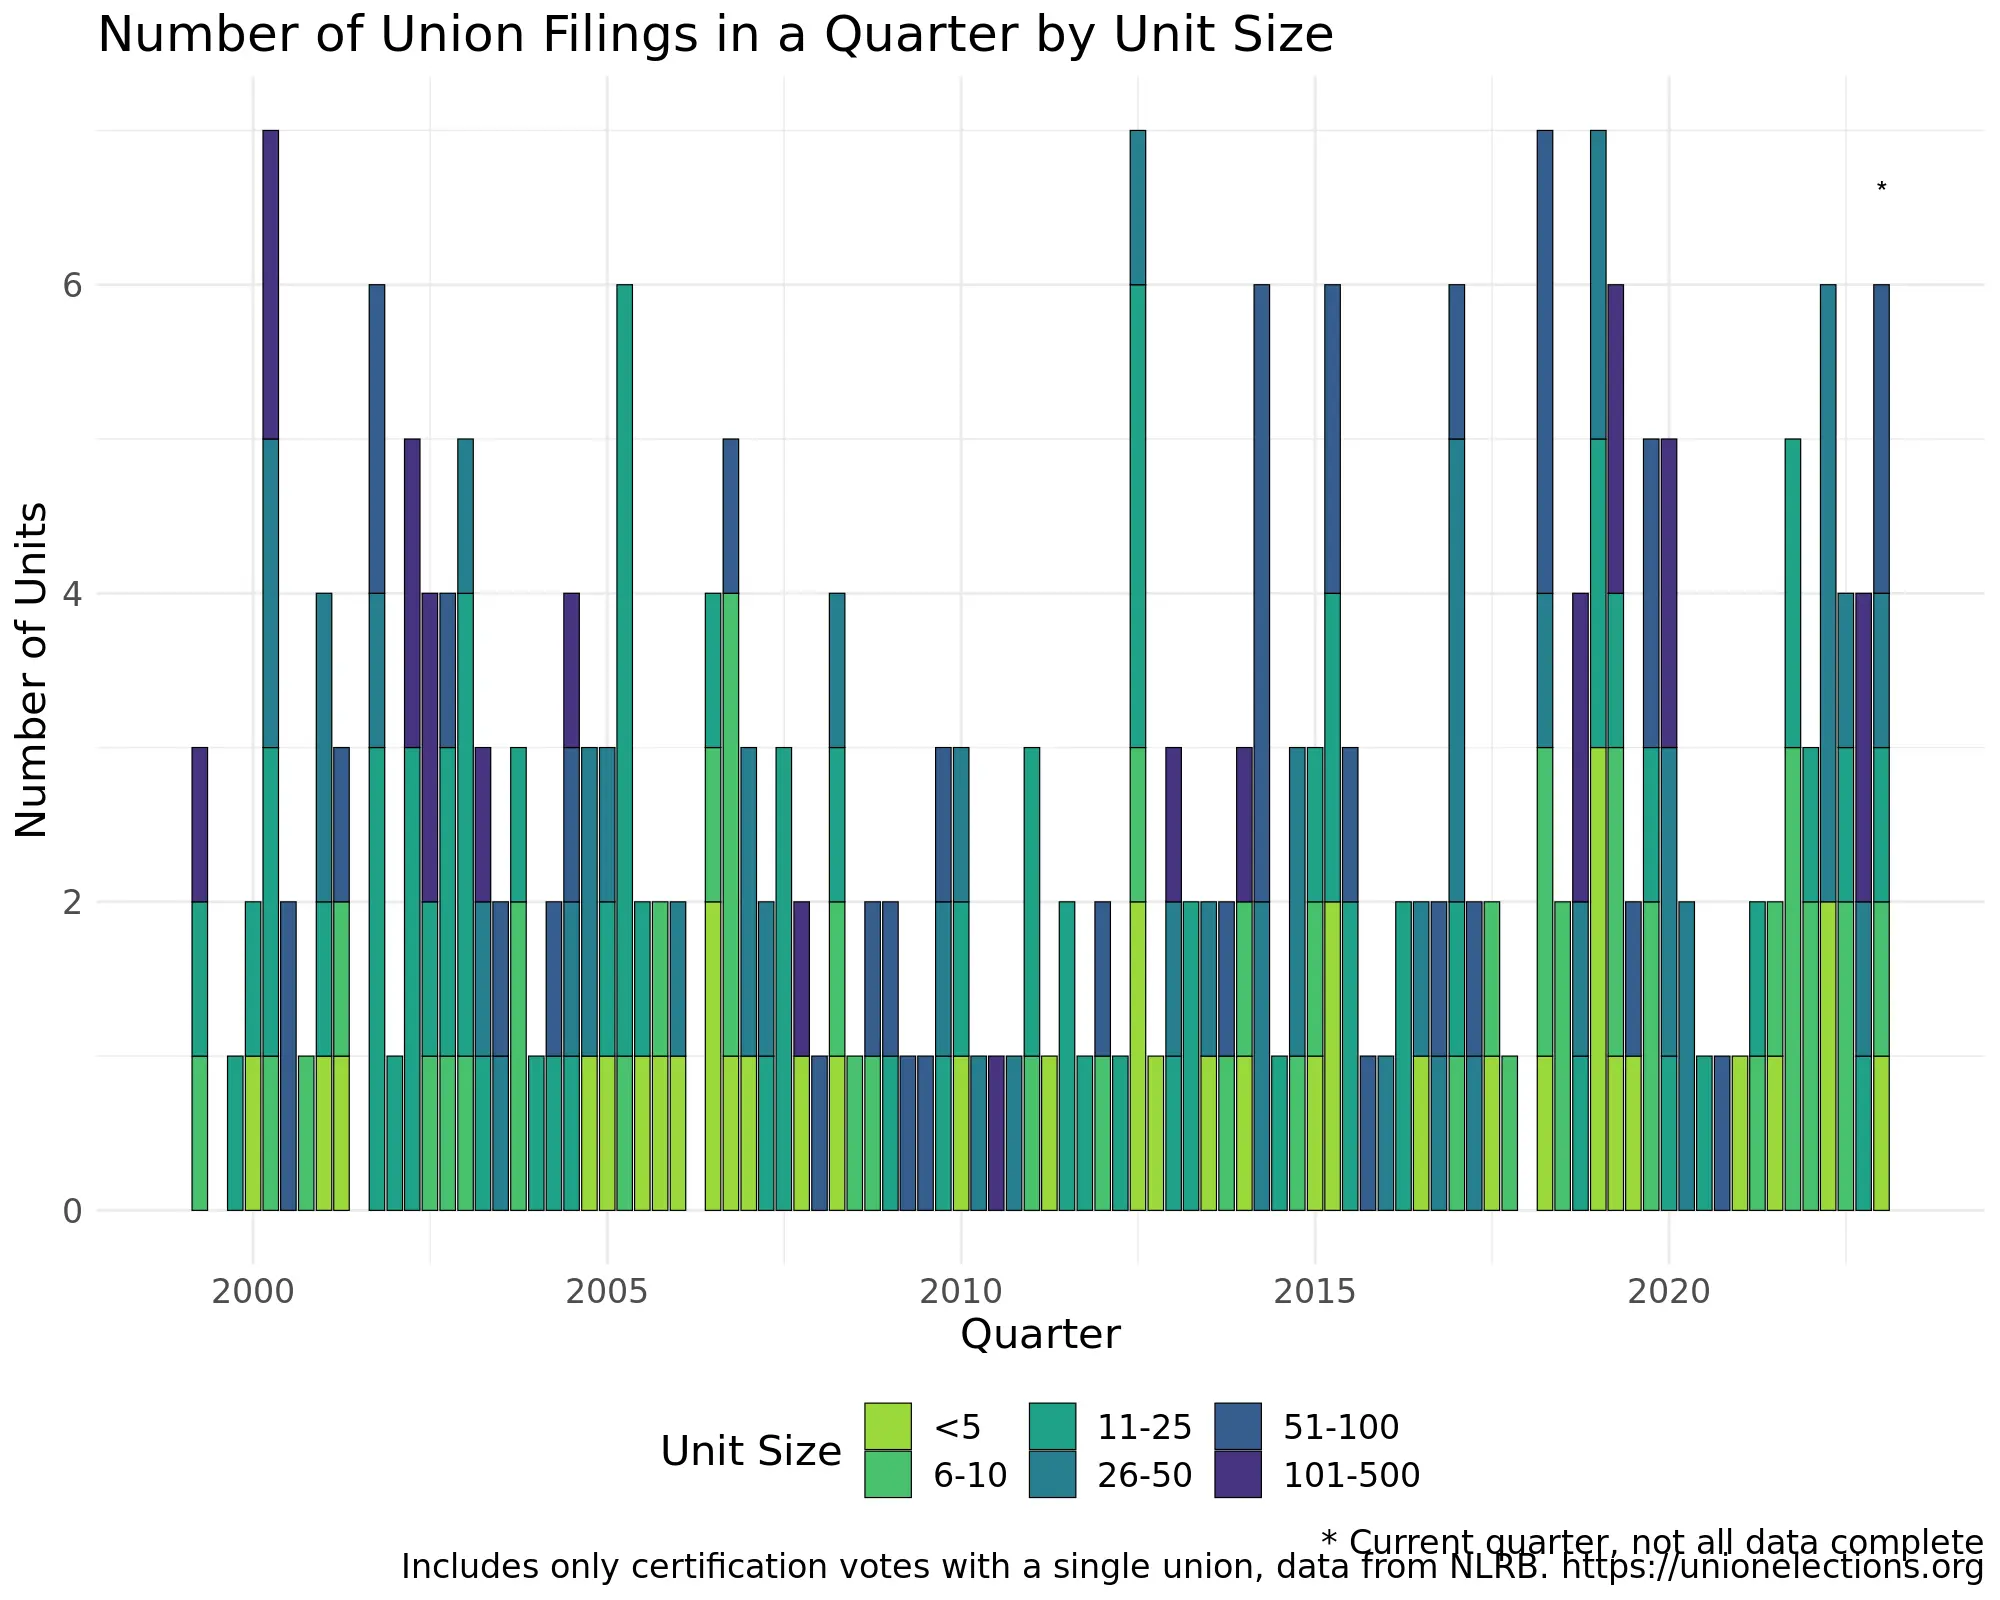 Number of Union Filings in a Quarter by Unit Size
*
6
4
2
0
Number of Units
2000 2005 2010 2015 2020
Quarter
Unit Size
<5 11-25 51-100
6-10 26-50 101-500
* Current quarter, not all data complete
Includes only certification votes with a single union, data from NLRB. https://unionelections.org